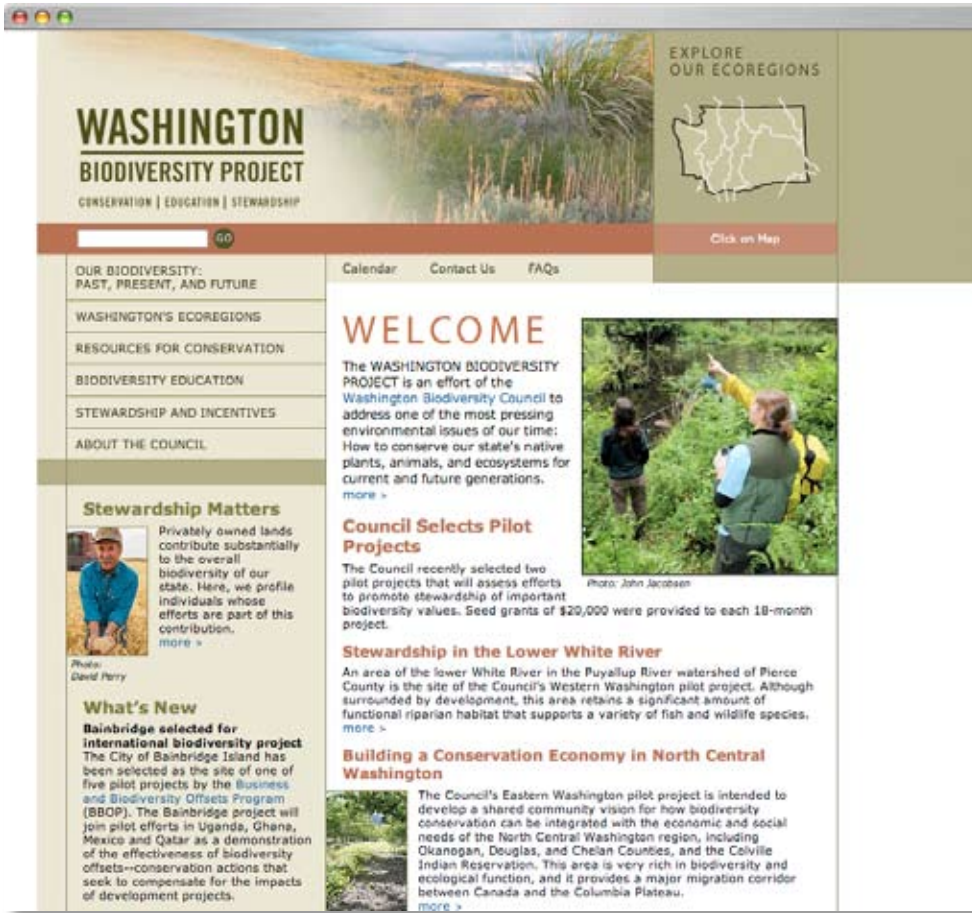 EXPLORE
OUR ECOREGIONS
WASHINGTON
BIODIVERSITY PROJECT
CONSERVATION | EDUCATION | STEWARDSHIP
GO
Click on Map
Calendar Contact Us FAQs
OUR BIODIVERSITY:
PAST, PRESENT, AND FUTURE
WASHINGTON'S ECOREGIONS
RESOURCES FOR CONSERVATION
BIODIVERSITY EDUCATION
STEWARDSHIP AND INCENTIVES
ABOUT THE COUNCIL
Stewardship Matters
Privately owned lands
contribute substantially
to the overall
biodiversity of our
state. Here, we profile
individuals whose
efforts are part of this
contribution.
more >
Photo:
David Perry
What's New
Bainbridge selected for
international biodiversity project
The City of Bainbridge Island has
been selected as the site of one of
five pilot projects by the Business
and Biodiversity Offsets Program
(BBOP). The Bainbridge project will
join pilot efforts in Uganda, Ghana,
Mexico and Qatar as a demonstration
of the effectiveness of biodiversity
offsets--conservation actions that
seek to compensate for the impacts
of development projects.
WELCOME
The WASHINGTON BIODIVERSITY
PROJECT is an effort of the
Washington Biodiversity Council to
address one of the most pressing
environmental issues of our time:
How to conserve our state's native
plants, animals, and ecosystems for
current and future generations.
more >
Photo: John Jacobsen
Council Selects Pilot
Projects
The Council recently selected two
pilot projects that will assess efforts
to promote stewardship of important
biodiversity values. Seed grants of $20,000 were provided to each 18-month
project.
Stewardship in the Lower White River
An area of the lower White River in the Puyallup River watershed of Pierce
County is the site of the Council's Western Washington pilot project. Although
surrounded by development, this area retains a significant amount of
functional riparian habitat that supports a variety of fish and wildlife species.
more >
Building a Conservation Economy in North Central
Washington
The Council's Eastern Washington pilot project is intended to
develop a shared community vision for how biodiversity
conservation can be integrated with the economic and social
needs of the North Central Washington region, including
Okanogan, Douglas, and Chelan Counties, and the Colville
Indian Reservation. This area is very rich in biodiversity and
ecological function, and it provides a major migration corridor
between Canada and the Columbia Plateau.
more >